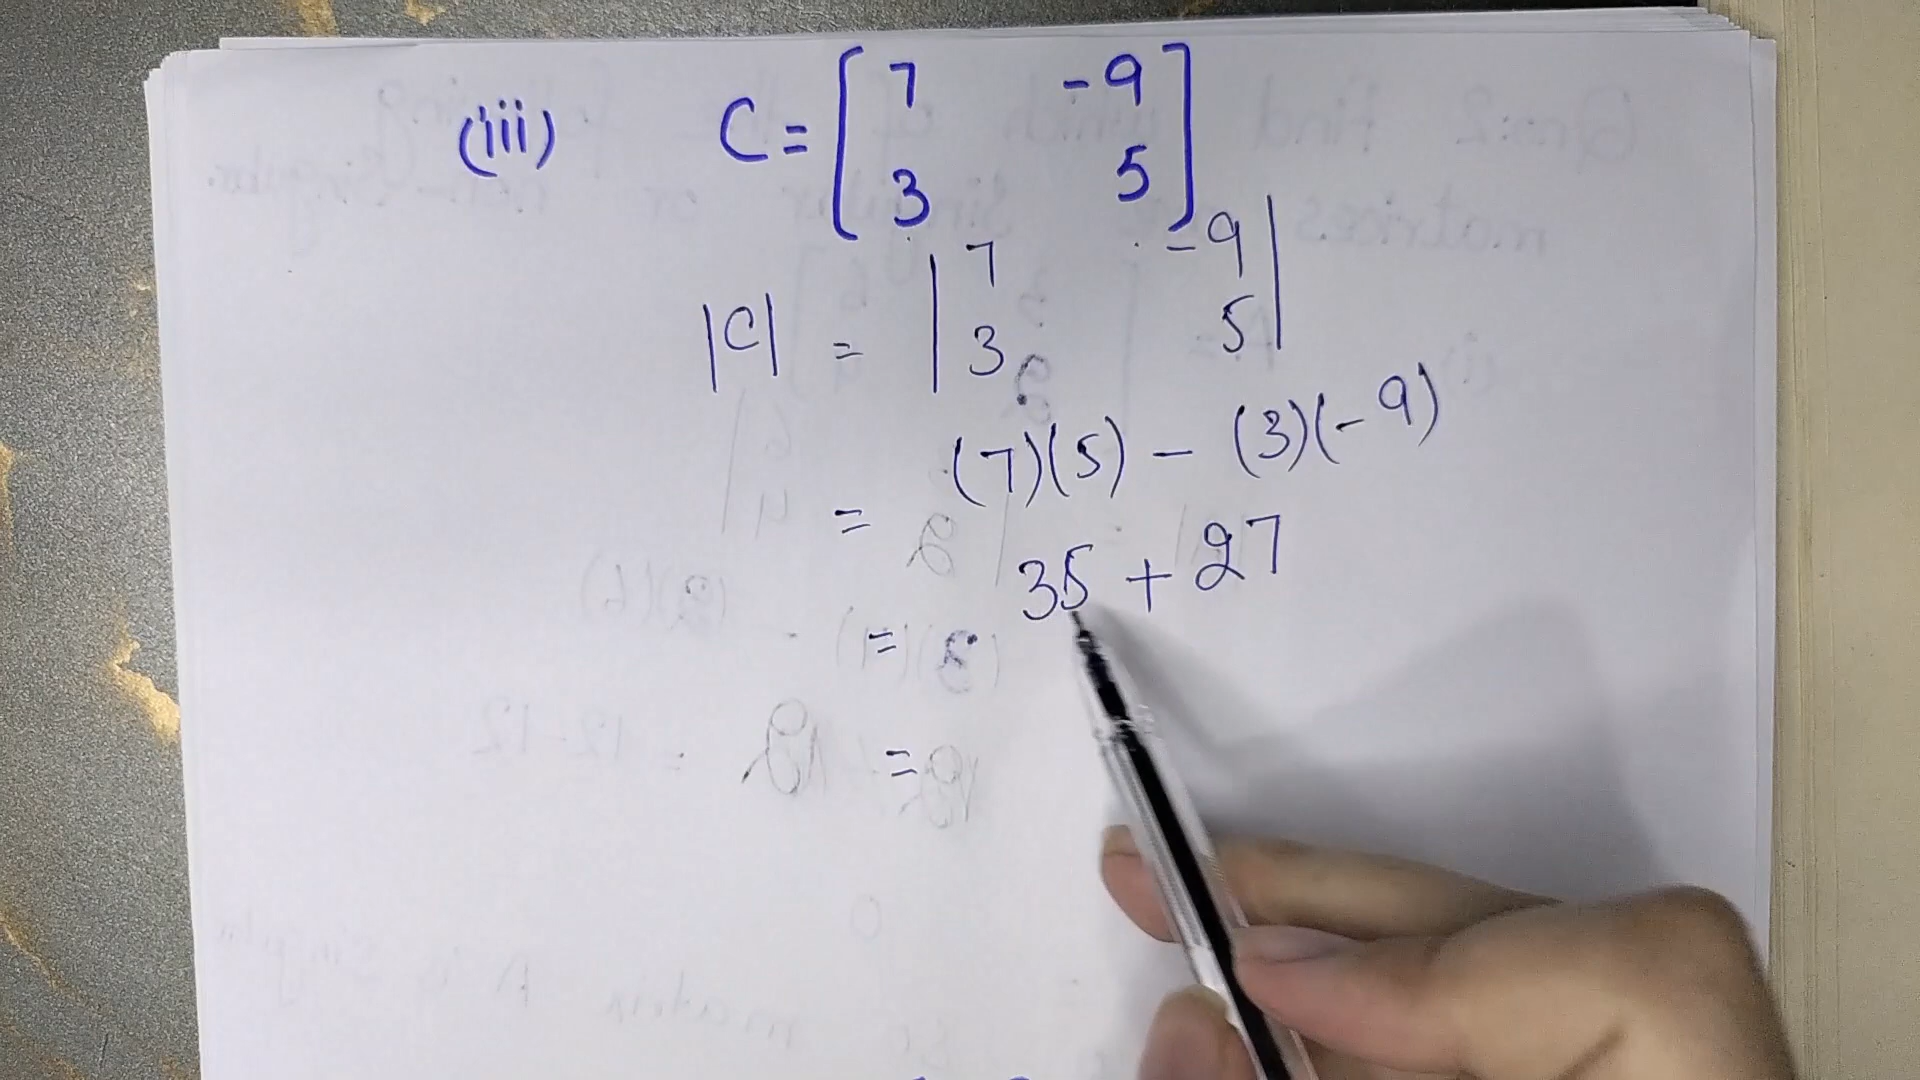 (iii) C = [ 7 -9
3 5 ]
|C| = | 7 -9
3 5 |
= (7)(5) - (3)(-9)
= 35 + 27
=